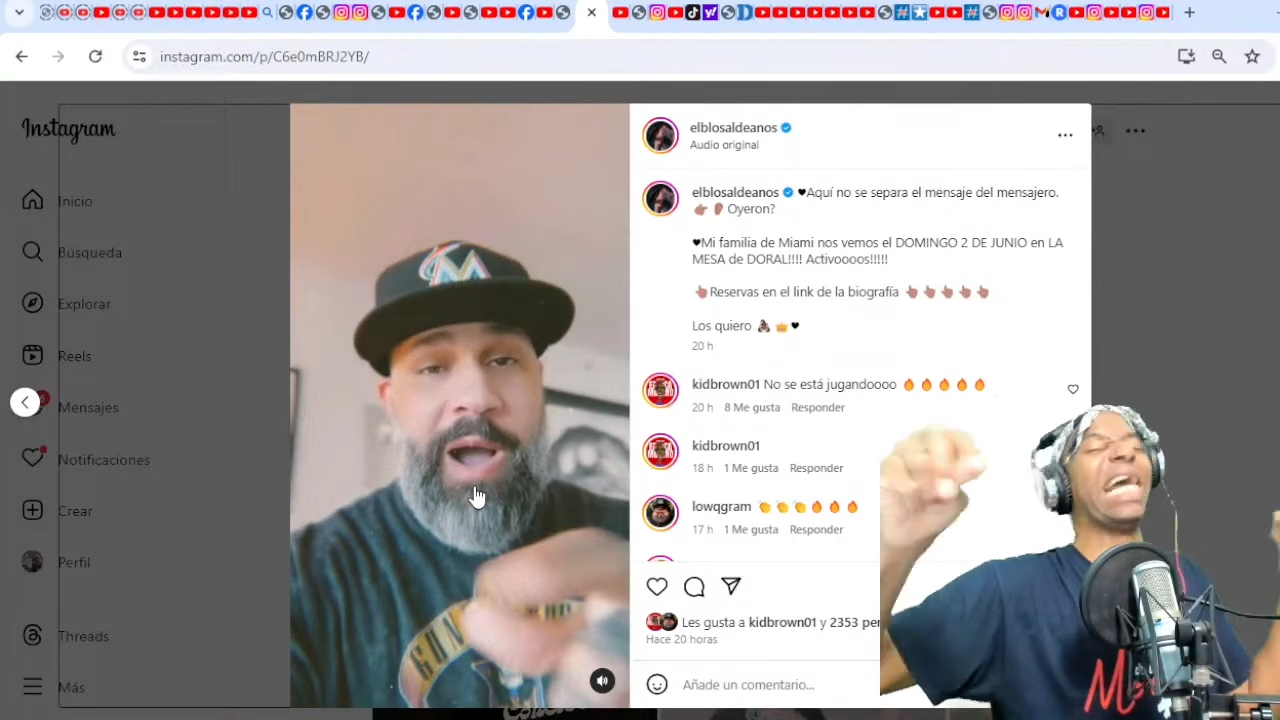 instagram.com/p/C6e0mBRJ2YB/
Instagram
Inicio
Búsqueda
Explorar
Reels
Mensajes
Notificaciones
Crear
Perfil
Threads
Más
elblosaldeanos
Audio original
elblosaldeanos ♥Aquí no se separa el mensaje del mensajero.
👉🏽👂🏽Oyeron?
♥Mi familia de Miami nos vemos el DOMINGO 2 DE JUNIO en LA
MESA de DORAL!!!! Activoooos!!!!!
👆🏽Reservas en el link de la biografía 👆🏽👆🏽👆🏽👆🏽👆🏽
Los quiero 🦍👑♥
20 h
kidbrown01 No se está jugandoooo 🔥🔥🔥🔥🔥
20 h 8 Me gusta Responder
kidbrown01
18 h 1 Me gusta Responder
lowqgram 👏👏👏🔥🔥🔥
17 h 1 Me gusta Responder
Les gusta a kidbrown01 y 2353 per
Hace 20 horas
Añade un comentario...